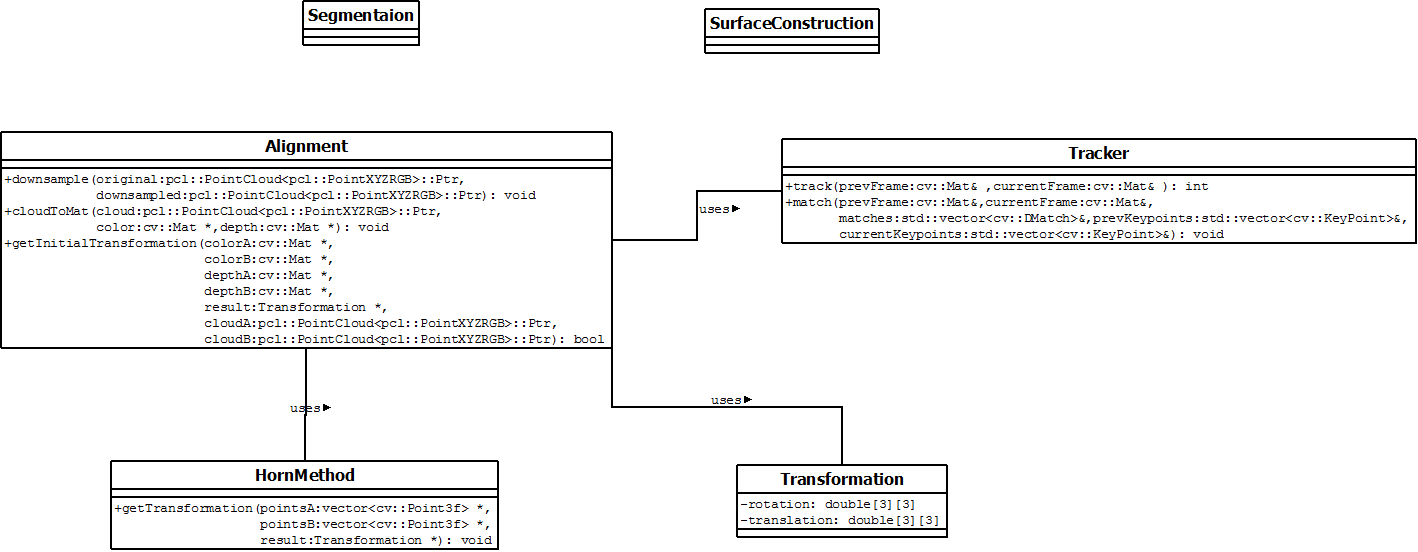 Segmentaion
SurfaceConstruction
Alignment
+downsample(original:pcl::PointCloud<pcl::PointXYZRGB>::Ptr,
downsampled:pcl::PointCloud<pcl::PointXYZRGB>::Ptr): void
+cloudToMat(cloud:pcl::PointCloud<pcl::PointXYZRGB>::Ptr,
color:cv::Mat *,depth:cv::Mat *): void
+getInitialTransformation(colorA:cv::Mat *,
colorB:cv::Mat *,
depthA:cv::Mat *,
depthB:cv::Mat *,
result:Transformation *,
cloudA:pcl::PointCloud<pcl::PointXYZRGB>::Ptr,
cloudB:pcl::PointCloud<pcl::PointXYZRGB>::Ptr): bool
uses
Tracker
+track(prevFrame:cv::Mat& ,currentFrame:cv::Mat& ): int
+match(prevFrame:cv::Mat&,currentFrame:cv::Mat&,
matches:std::vector<cv::DMatch>&,prevKeypoints:std::vector<cv::KeyPoint>&,
currentKeypoints:std::vector<cv::KeyPoint>&): void
uses
uses
HornMethod
+getTransformation(pointsA:vector<cv::Point3f> *,
pointsB:vector<cv::Point3f> *,
result:Transformation *): void
Transformation
-rotation: double[3][3]
-translation: double[3][3]